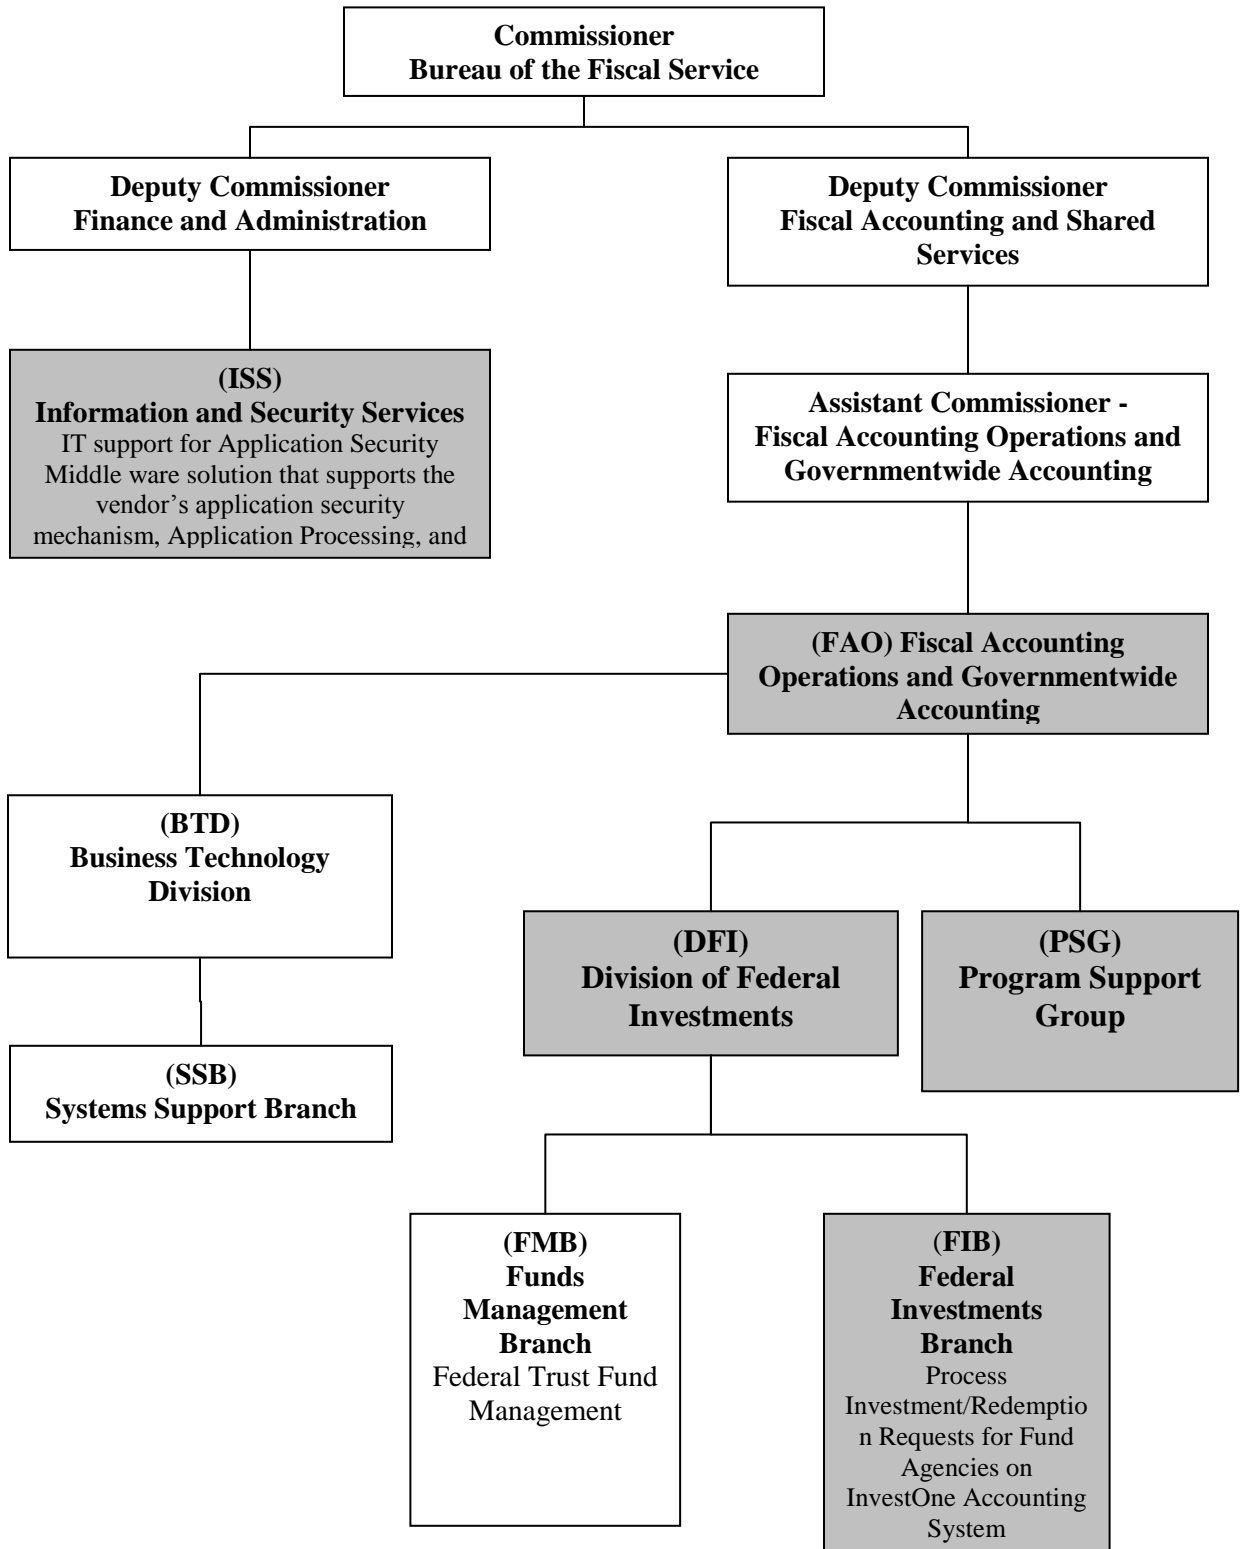 Commissioner
Bureau of the Fiscal Service
Deputy Commissioner
Finance and Administration
Deputy Commissioner
Fiscal Accounting and Shared
Services
(ISS)
Information and Security Services
IT support for Application Security
Middle ware solution that supports the
vendor’s application security
mechanism, Application Processing, and
Assistant Commissioner -
Fiscal Accounting Operations and
Governmentwide Accounting
(FAO) Fiscal Accounting
Operations and Governmentwide
Accounting
(BTD)
Business Technology
Division
(DFI)
Division of Federal
Investments
(PSG)
Program Support
Group
(SSB)
Systems Support Branch
(FMB)
Funds
Management
Branch
Federal Trust Fund
Management
(FIB)
Federal
Investments
Branch
Process
Investment/Redemptio
n Requests for Fund
Agencies on
InvestOne Accounting
System